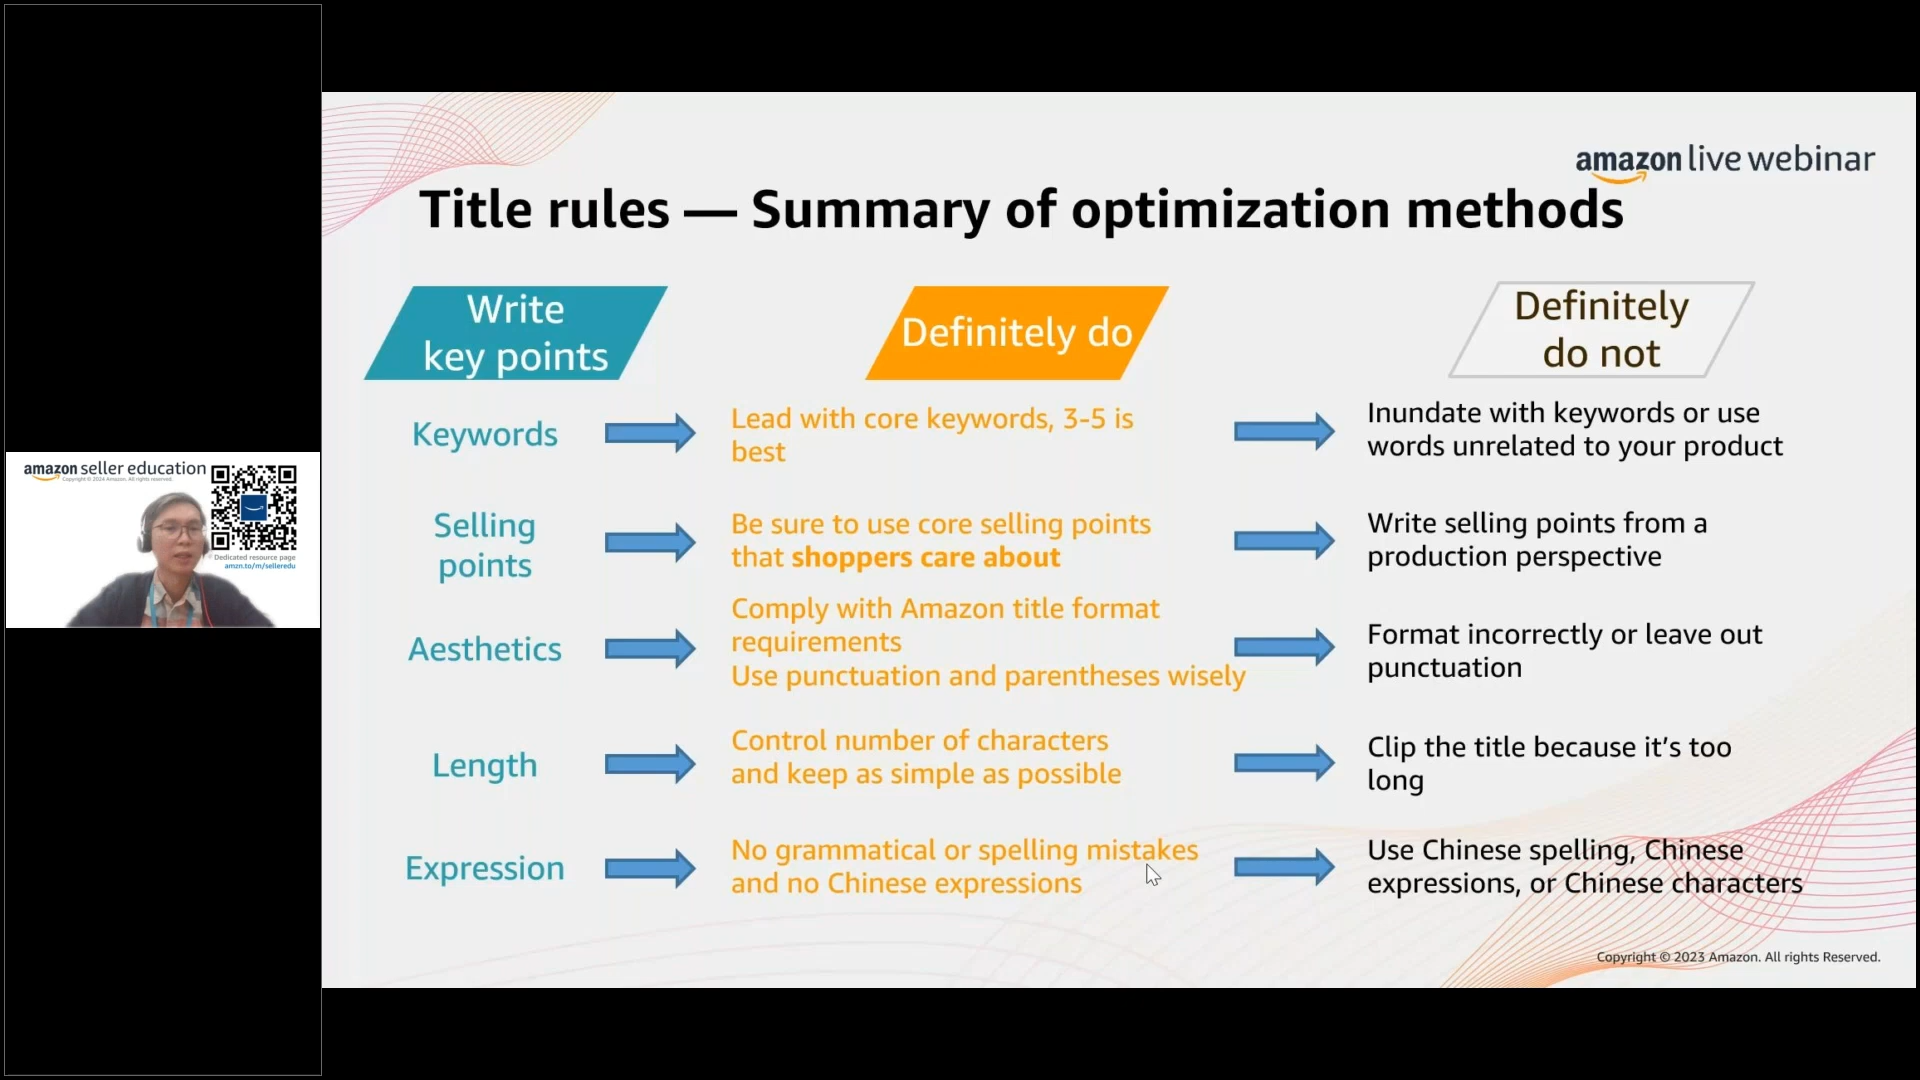 amazon live webinar
Title rules — Summary of optimization methods
Write
key points
Definitely do
Definitely
do not
Keywords
Lead with core keywords, 3-5 is
best
Inundate with keywords or use
words unrelated to your product
Selling
points
Be sure to use core selling points
that shoppers care about
Write selling points from a
production perspective
Aesthetics
Comply with Amazon title format
requirements
Use punctuation and parentheses wisely
Format incorrectly or leave out
punctuation
Length
Control number of characters
and keep as simple as possible
Clip the title because it's too
long
Expression
No grammatical or spelling mistakes
and no Chinese expressions
Use Chinese spelling, Chinese
expressions, or Chinese characters
Copyright © 2023 Amazon. All rights Reserved.
amazon seller education
Copyright © 2024 Amazon. All rights reserved.
Dedicated resource page
amzn.to/m/selleredu